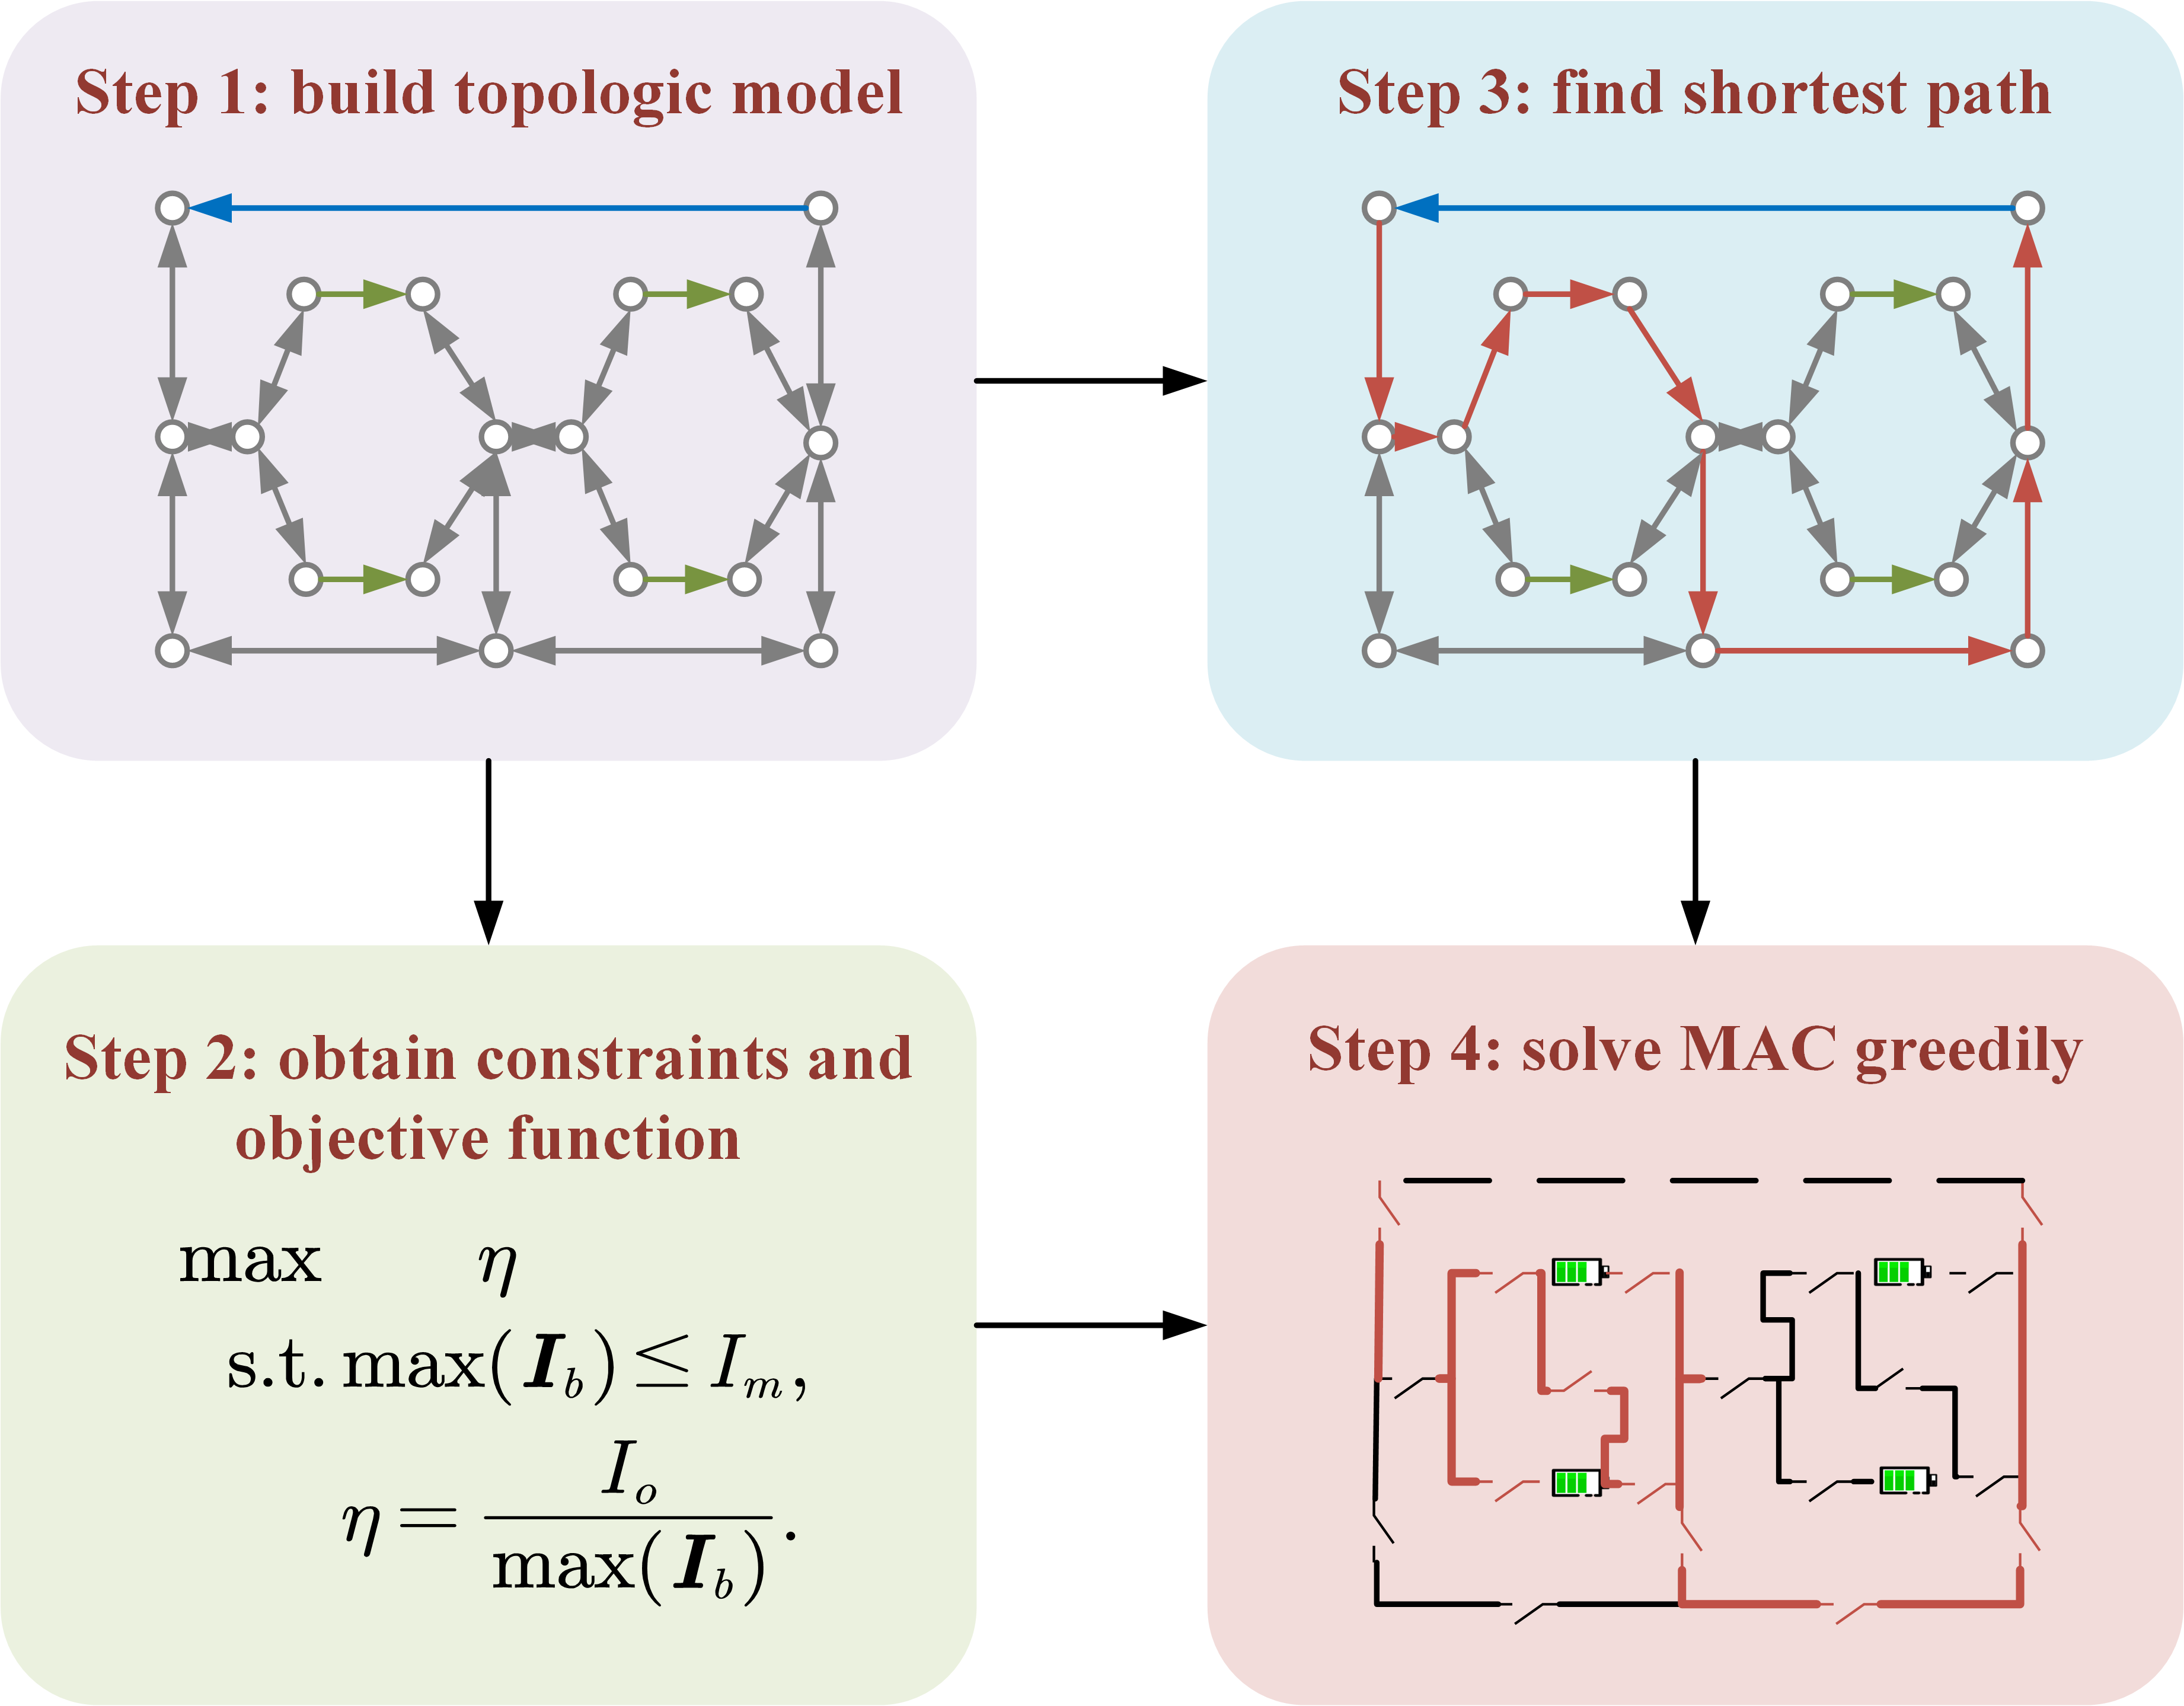 Step 1: build topologic model
Step 3: find shortest path
Step 2: obtain constraints and
objective function
max η
s.t. max(I_b) ≤ I_m,
η = I_o / max(I_b).
Step 4: solve MAC greedily